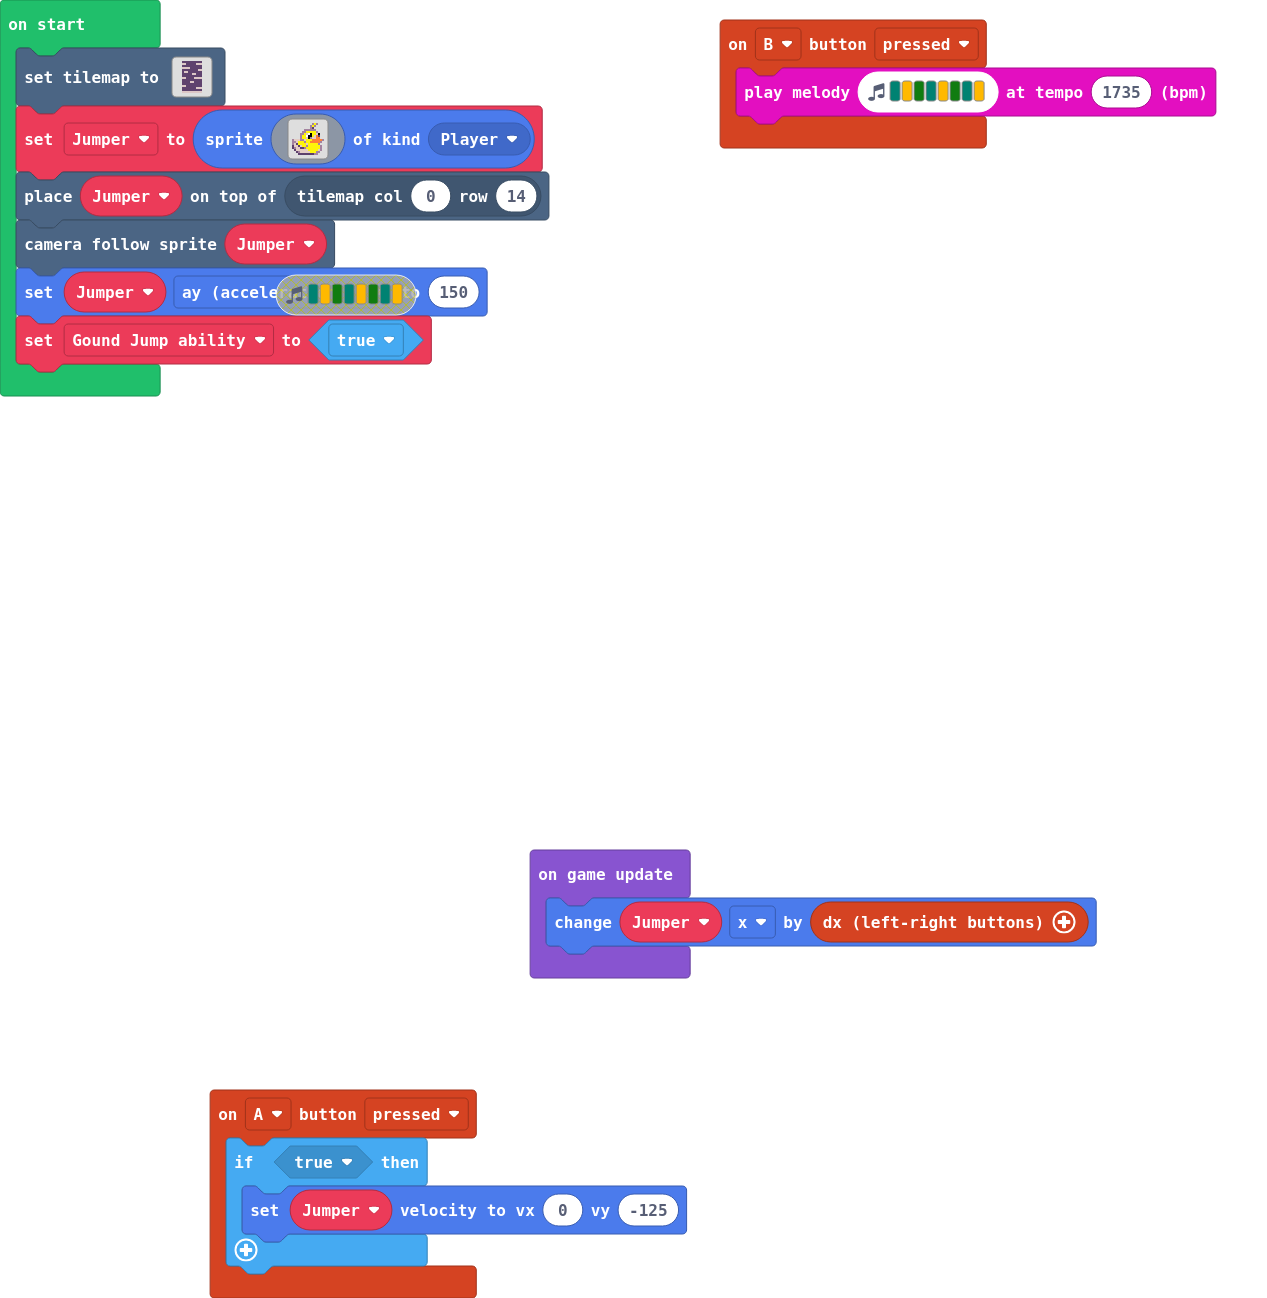 on start
set tilemap to
set Jumper to sprite of kind Player
place Jumper on top of tilemap col 0 row 14
camera follow sprite Jumper
set Jumper ay to 150
set Gound Jump ability to true
on B button pressed
play melody at tempo 1735 (bpm)
on game update
change Jumper x by dx (left-right buttons)
on A button pressed
if true then
set Jumper velocity to vx 0 vy -125